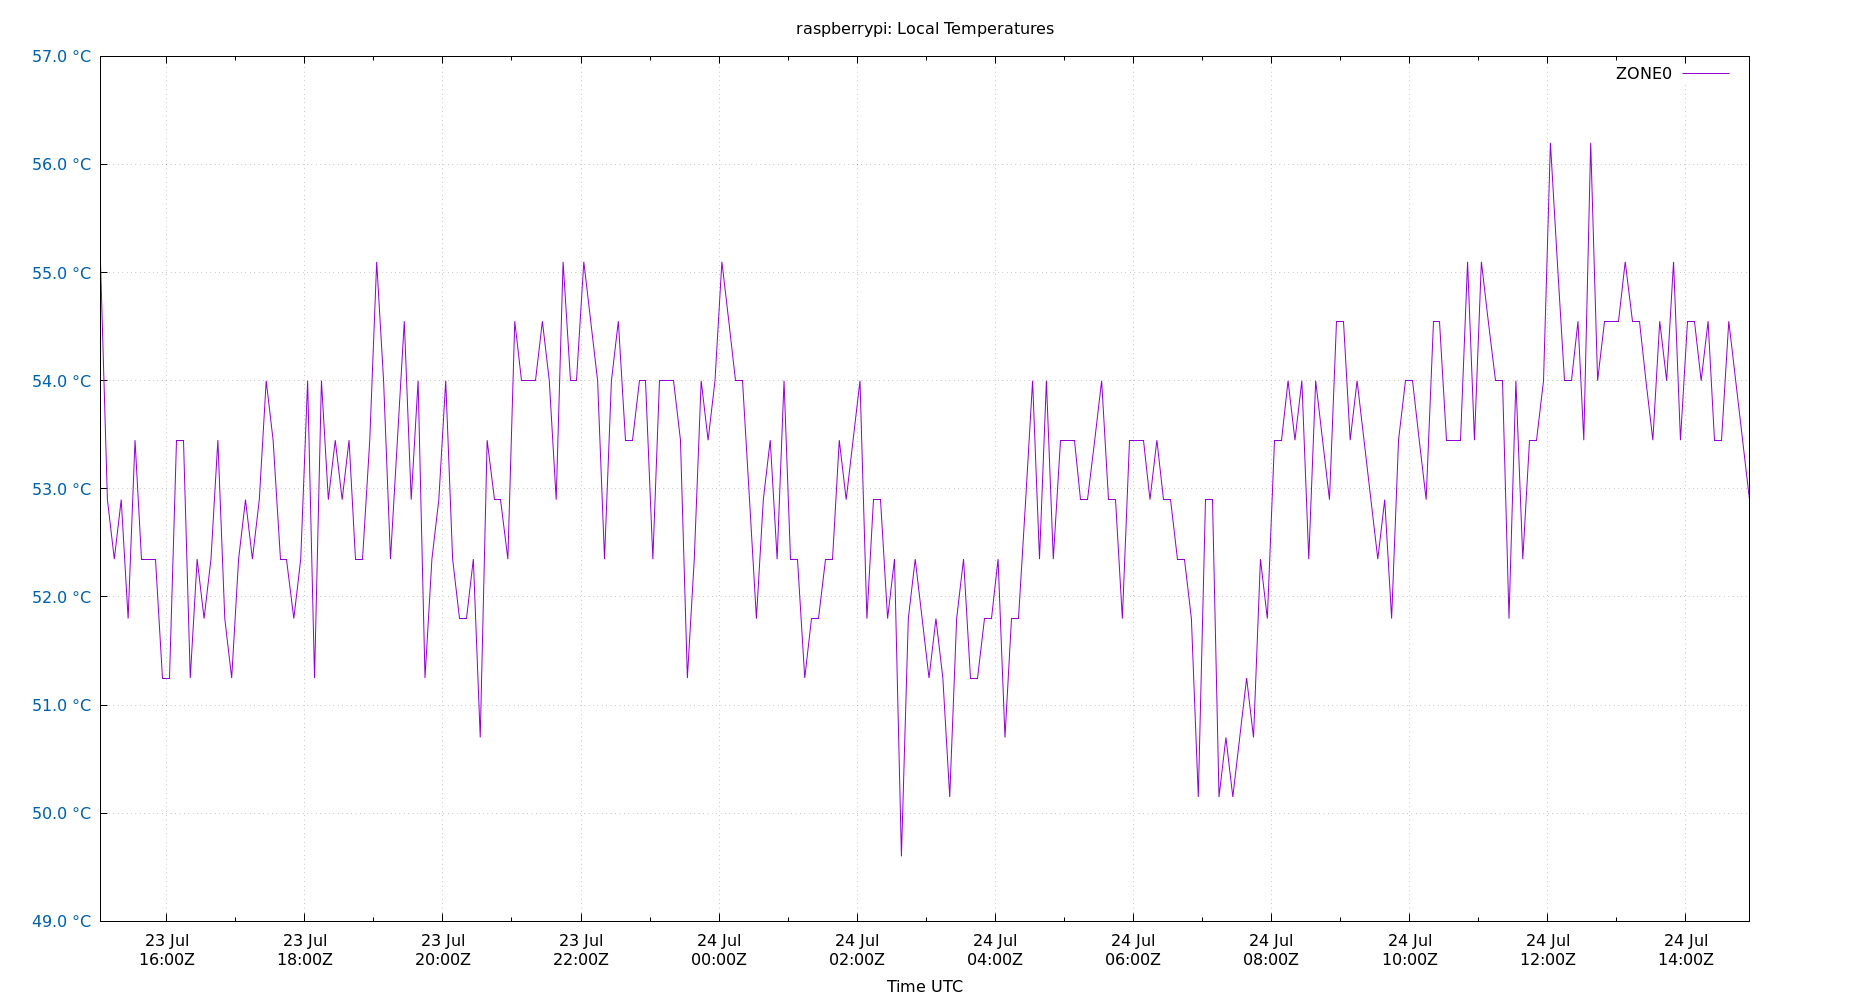 raspberrypi: Local Temperatures
57.0 °C
56.0 °C
55.0 °C
54.0 °C
53.0 °C
52.0 °C
51.0 °C
50.0 °C
49.0 °C
ZONE0
23 Jul 23 Jul 23 Jul 23 Jul 24 Jul 24 Jul 24 Jul 24 Jul 24 Jul 24 Jul 24 Jul 24 Jul
16:00Z 18:00Z 20:00Z 22:00Z 00:00Z 02:00Z 04:00Z 06:00Z 08:00Z 10:00Z 12:00Z 14:00Z
Time UTC